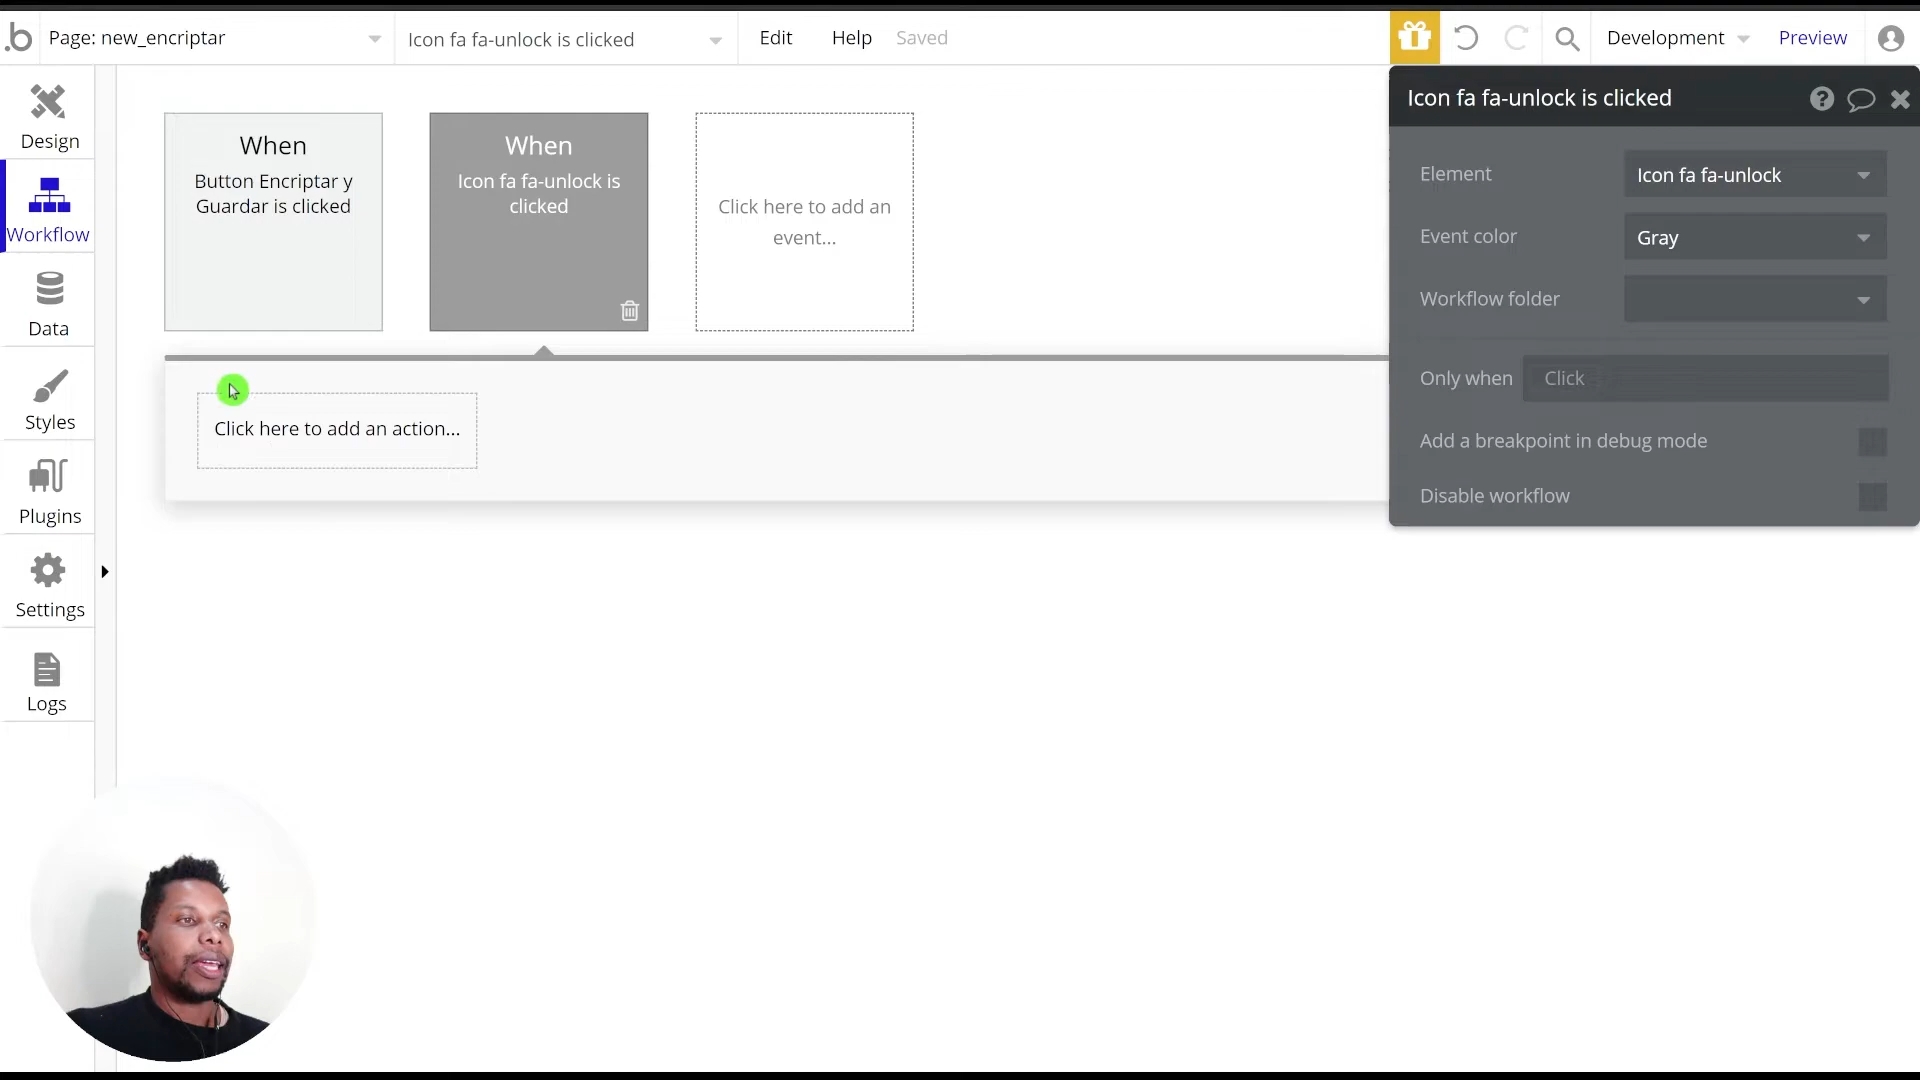 .b
Page: new_encriptar
Icon fa fa-unlock is clicked
Edit
Help
Saved
Development
Preview
Design
Workflow
Data
Styles
Plugins
Settings
Logs
When
Button Encriptar y
Guardar is clicked
When
Icon fa fa-unlock is
clicked
Click here to add an
event...
Click here to add an action...
Icon fa fa-unlock is clicked
Element
Icon fa fa-unlock
Event color
Gray
Workflow folder
Only when
Click
Add a breakpoint in debug mode
Disable workflow